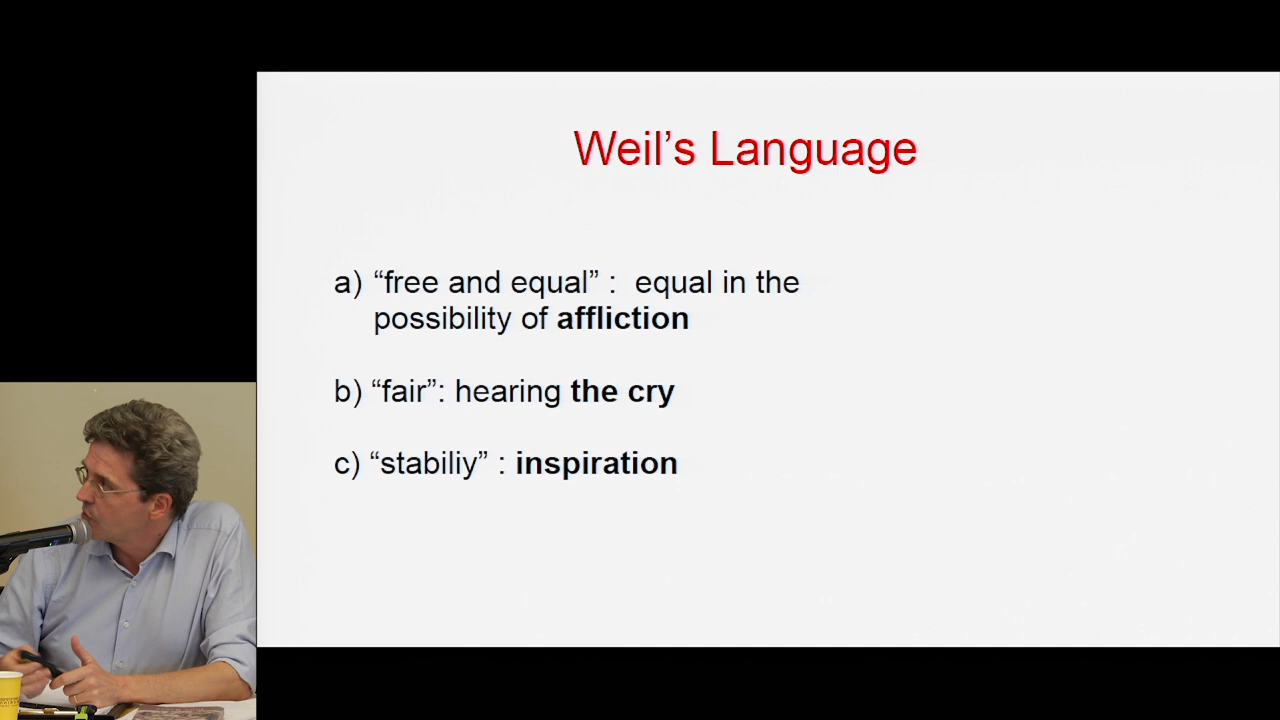 Weil’s Language
a) “free and equal” : equal in the
possibility of affliction
b) “fair”: hearing the cry
c) “stabiliy” : inspiration